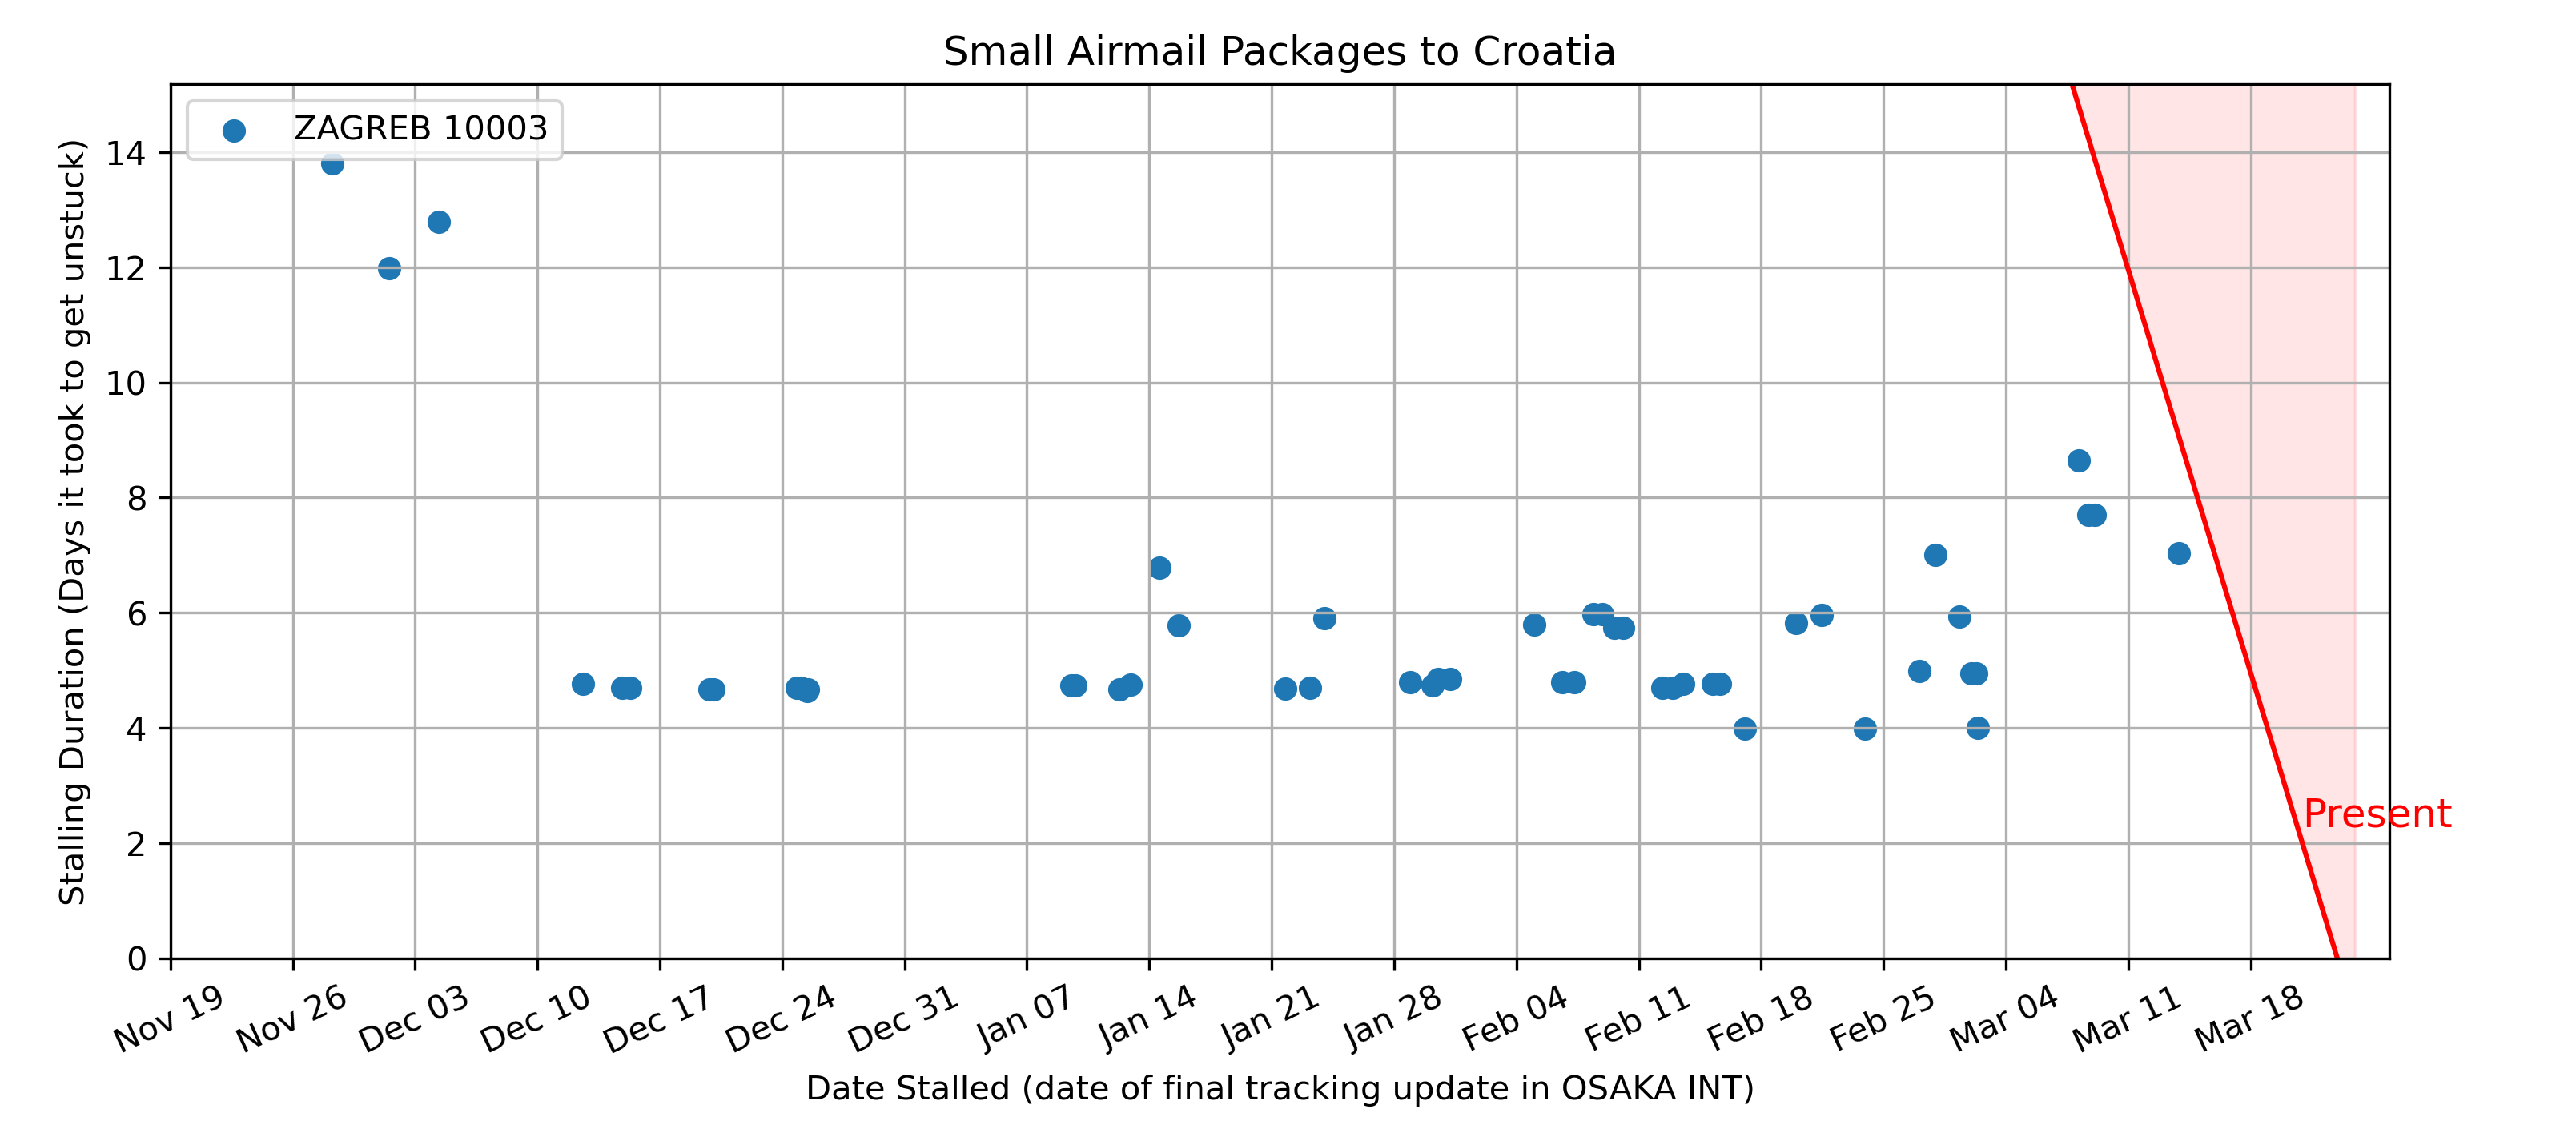 Small Airmail Packages to Croatia
ZAGREB 10003
Stalling Duration (Days it took to get unstuck)
14
12
10
8
6
4
2
0
Present
Nov 19
Nov 26
Dec 03
Dec 10
Dec 17
Dec 24
Dec 31
Jan 07
Jan 14
Jan 21
Jan 28
Feb 04
Feb 11
Feb 18
Feb 25
Mar 04
Mar 11
Mar 18
Date Stalled (date of final tracking update in OSAKA INT)